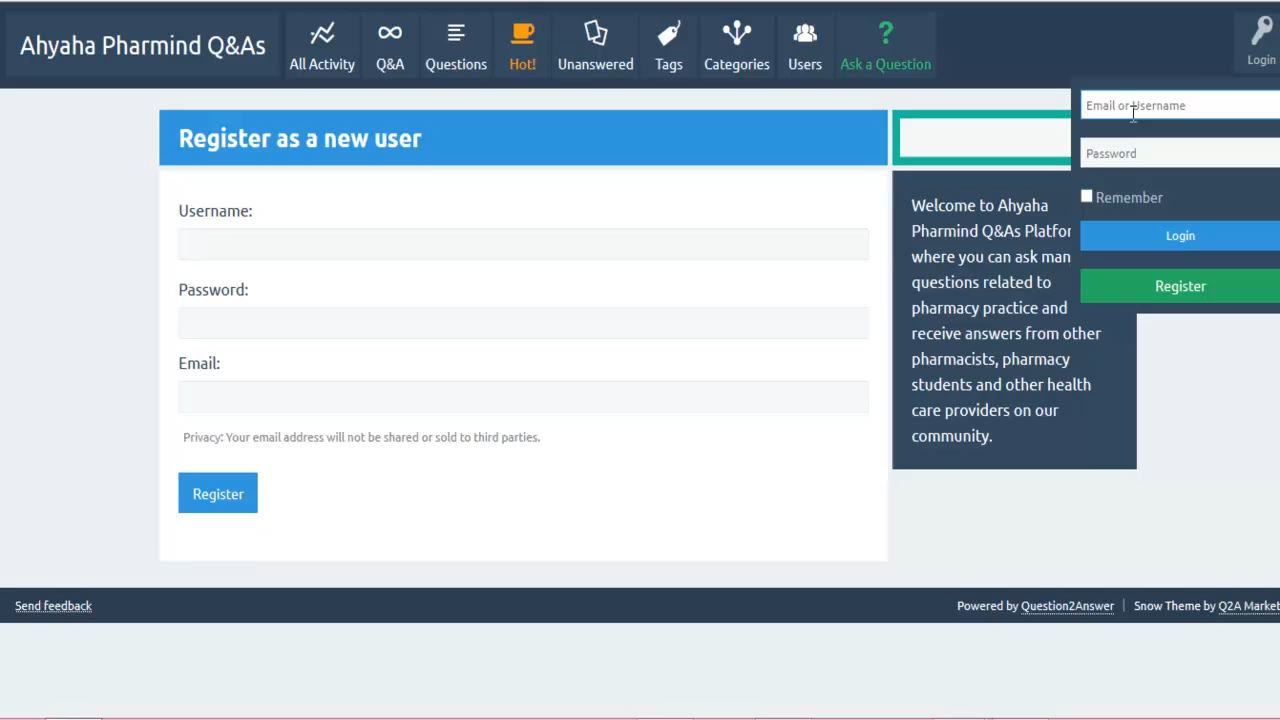 Ahyaha Pharmind Q&As
All Activity
Q&A
Questions
Hot!
Unanswered
Tags
Categories
Users
Ask a Question
Login
Email or Username
Password
Remember
Login
Register
Register as a new user
Username:
Password:
Email:
Privacy: Your email address will not be shared or sold to third parties.
Register
Welcome to Ahyaha
Pharmind Q&As Platfor
where you can ask man
questions related to
pharmacy practice and
receive answers from other
pharmacists, pharmacy
students and other health
care providers on our
community.
Send feedback
Powered by Question2Answer
Snow Theme by Q2A Market